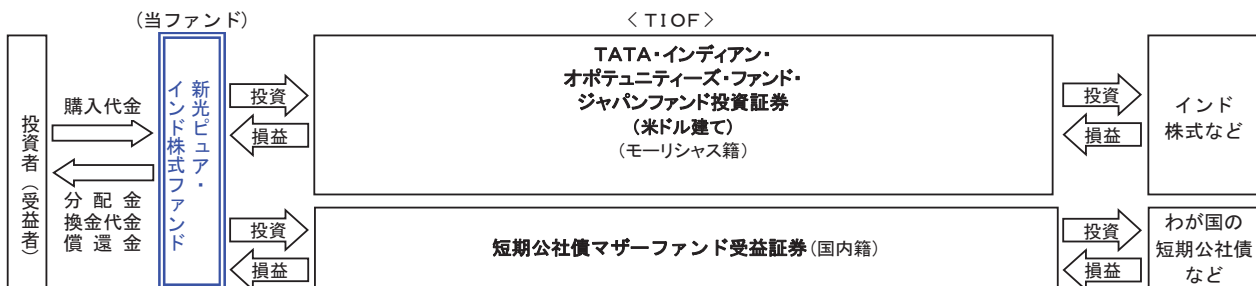 (当ファンド)
<TIOF>
投資者(受益者)
購入代金
分配金
換金代金
償還金
新光ピュア・
インド株式ファンド
投資
損益
TATA・インディアン・
オポテュニティーズ・ファンド・
ジャパンファンド投資証券
(米ドル建て)
(モーリシャス籍)
投資
損益
インド
株式など
投資
損益
短期公社債マザーファンド受益証券(国内籍)
投資
損益
わが国の
短期公社債
など